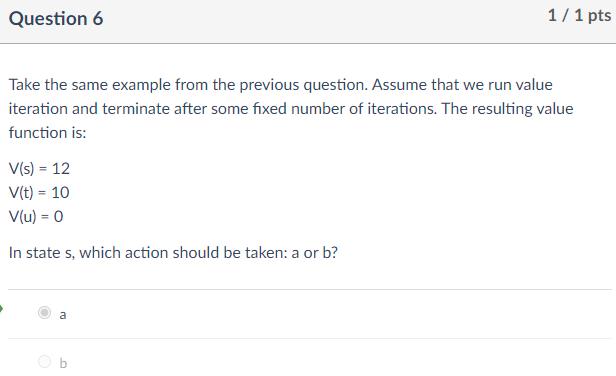 Question 6
1 / 1 pts
Take the same example from the previous question. Assume that we run value
iteration and terminate after some fixed number of iterations. The resulting value
function is:
V(s) = 12
V(t) = 10
V(u) = 0
In state s, which action should be taken: a or b?
a
b